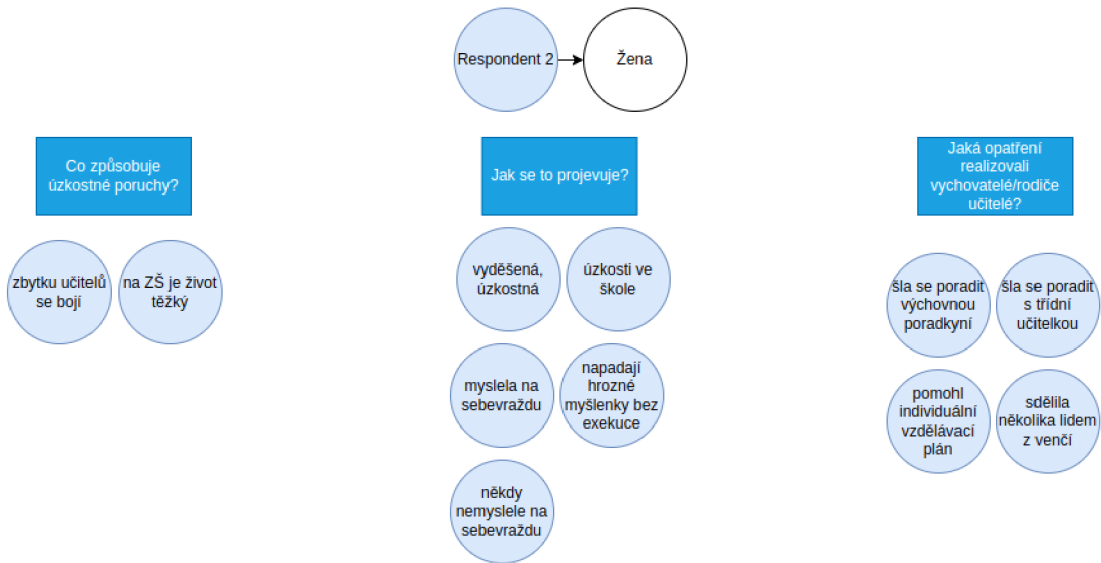 Respondent 2
Žena
Co způsobuje
úzkostné poruchy?
Jak se to projevuje?
Jaká opatření
realizovali
vychovatelé/rodiče
učitelé?
zbytku učitelů
se bojí
na ZŠ je život
těžký
vyděšená,
úzkostná
úzkosti ve
škole
myslela na
sebevraždu
napadají
hrozné
myšlenky bez
exekuce
někdy
nemyslele na
sebevraždu
šla se poradit
výchovnou
poradkyní
šla se poradit
s třídní
učitelkou
pomohl
individuální
vzdělávací
plán
sdělila
několika lidem
z venčí